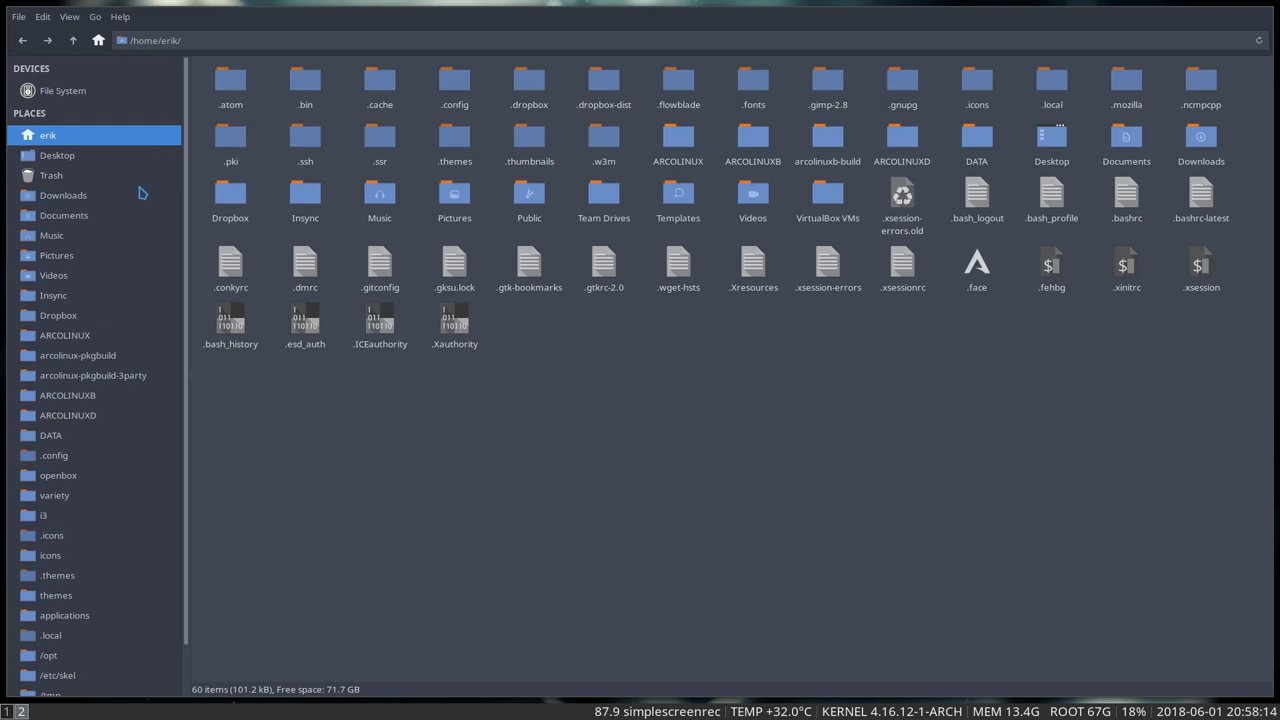 File Edit View Go Help
/home/erik/
DEVICES
File System
PLACES
erik
Desktop
Trash
Downloads
Documents
Music
Pictures
Videos
Insync
Dropbox
ARCOLINUX
arcolinux-pkgbuild
arcolinux-pkgbuild-3party
ARCOLINUXB
ARCOLINUXD
DATA
.config
openbox
variety
i3
.icons
icons
.themes
themes
applications
.local
/opt
/etc/skel
/tmp
.atom .bin .cache .config .dropbox .dropbox-dist .flowblade .fonts .gimp-2.8 .gnupg .icons .local .mozilla .ncmpcpp
.pki .ssh .ssr .themes .thumbnails .w3m ARCOLINUX ARCOLINUXB arcolinuxb-build ARCOLINUXD DATA Desktop Documents Downloads
Dropbox Insync Music Pictures Public Team Drives Templates Videos VirtualBox VMs .xsession-errors.old .bash_logout .bash_profile .bashrc .bashrc-latest
.conkyrc .dmrc .gitconfig .gksu.lock .gtk-bookmarks .gtkrc-2.0 .wget-hsts .Xresources .xsession-errors .xsessionrc .face .fehbg .xinitrc .xsession
.bash_history .esd_auth .ICEauthority .Xauthority
60 items (101.2 kB), Free space: 71.7 GB
1 2 87.9 simplescreenrec TEMP +32.0°C KERNEL 4.16.12-1-ARCH MEM 13.4G ROOT 67G 18% 2018-06-01 20:58:14